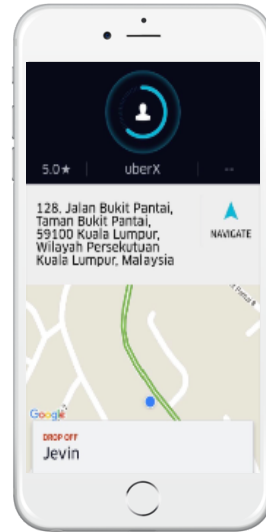 5.0★ uberX --
128, Jalan Bukit Pantai,
Taman Bukit Pantai,
59100 Kuala Lumpur,
Wilayah Persekutuan
Kuala Lumpur, Malaysia
NAVIGATE
Google
DROP OFF
Jevin